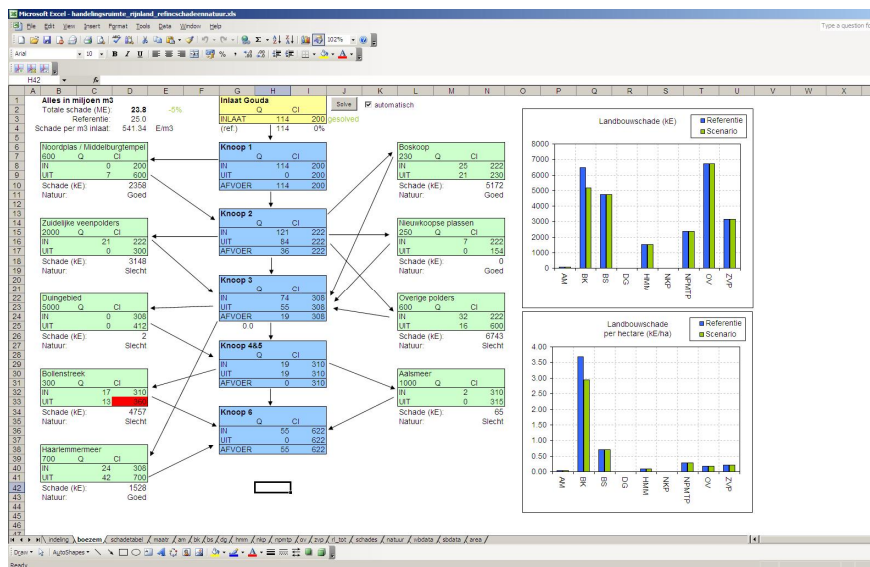 Microsoft Excel - handelingsruimte_rijnland_refincschadeennatuur.xls
File Edit View Insert Format Tools Data Window Help
Type a question fo
102%
Arial 10 B I U
H42 fx
A B C D E F G H I J K L M N O P Q R S T U V X
Alles in miljoen m3
Totale schade (ME): 23.8 -5%
Referentie: 25.0
Schade per m3 inlaat: 541.34 E/m3
Inlaat Gouda
Q Cl
INLAAT 114 200 gesolved
(ref.) 114 0%
Solve
automatisch
Noordplas / Middelburgtempel
600 Q Cl
IN 0 200
UIT 7 600
Schade (kE): 2358
Natuur: Goed
Knoop 1
Q Cl
IN 114 200
UIT 0 200
AFVOER 114 200
Boskoop
230 Q Cl
IN 25 222
UIT 21 230
Schade (kE): 5172
Natuur: Goed
Zuidelijke veenpolders
2000 Q Cl
IN 21 222
UIT 0 300
Schade (kE): 3148
Natuur: Slecht
Knoop 2
Q Cl
IN 121 222
UIT 84 222
AFVOER 36 222
Nieuwkoopse plassen
250 Q Cl
IN 7 222
UIT 0 154
Schade (kE): 0
Natuur: Goed
Duingebied
5000 Q Cl
IN 0 308
UIT 0 412
Schade (kE): 2
Natuur: Slecht
Knoop 3
Q Cl
IN 74 308
UIT 55 308
AFVOER 19 308
0.0
Overige polders
600 Q Cl
IN 32 222
UIT 16 600
Schade (kE): 6743
Natuur: Slecht
Bollenstreek
300 Q Cl
IN 17 310
UIT 13
Schade (kE): 4757
Natuur: Slecht
Knoop 4&5
Q Cl
IN 19 310
UIT 19 310
AFVOER 0 310
Aalsmeer
1000 Q Cl
IN 2 310
UIT 0 315
Schade (kE): 65
Natuur: Slecht
Haarlemmermeer
700 Q Cl
IN 24 308
UIT 42 700
Schade (kE): 1528
Natuur: Goed
Knoop 6
Q Cl
IN 55 622
UIT 0 622
AFVOER 55 622
Landbouwschade (kE)
Referentie
Scenario
8000
7000
6000
5000
4000
3000
2000
1000
0
AM BK BS DG HMM NKP NPMTP OV ZVP
Landbouwschade
per hectare (kE/ha)
Referentie
Scenario
4.00
3.50
3.00
2.50
2.00
1.50
1.00
0.50
0.00
AM BK BS DG HMM NKP NPMTP OV ZVP
indeling / boezem / schadetabel / maatr / am / bk / bs / dg / hmm / nkp / npmtp / ov / zvp / rl_tot / schades / natuur / wbdata / sbdata / area /
Draw AutoShapes
Ready